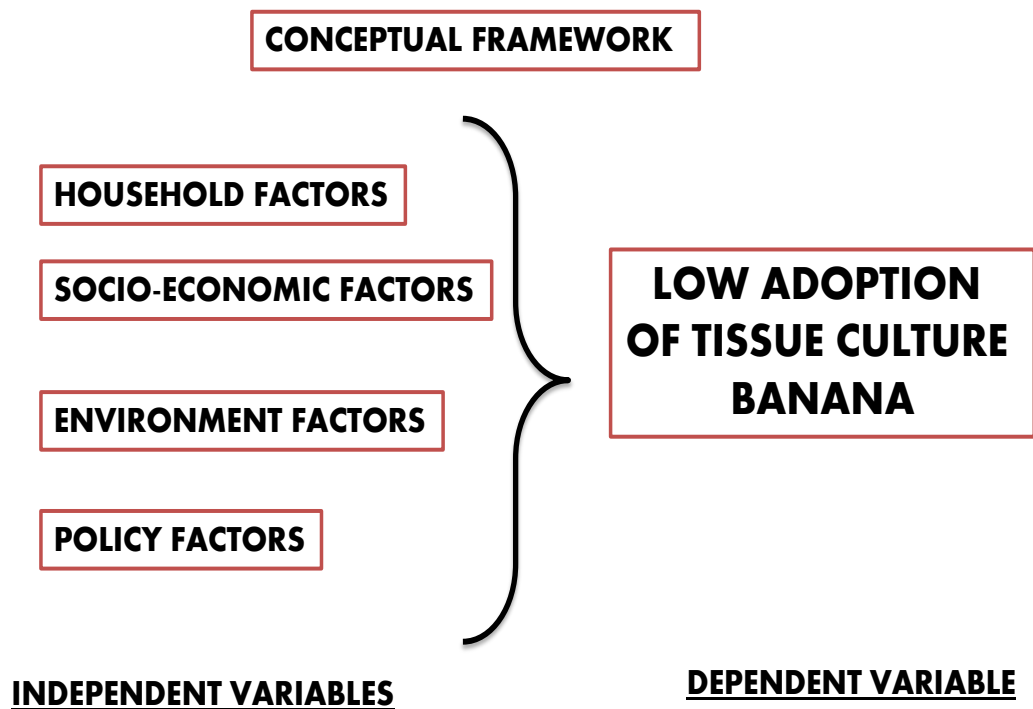 CONCEPTUAL FRAMEWORK
HOUSEHOLD FACTORS
SOCIO-ECONOMIC FACTORS
ENVIRONMENT FACTORS
POLICY FACTORS
LOW ADOPTION
OF TISSUE CULTURE
BANANA
INDEPENDENT VARIABLES
DEPENDENT VARIABLE